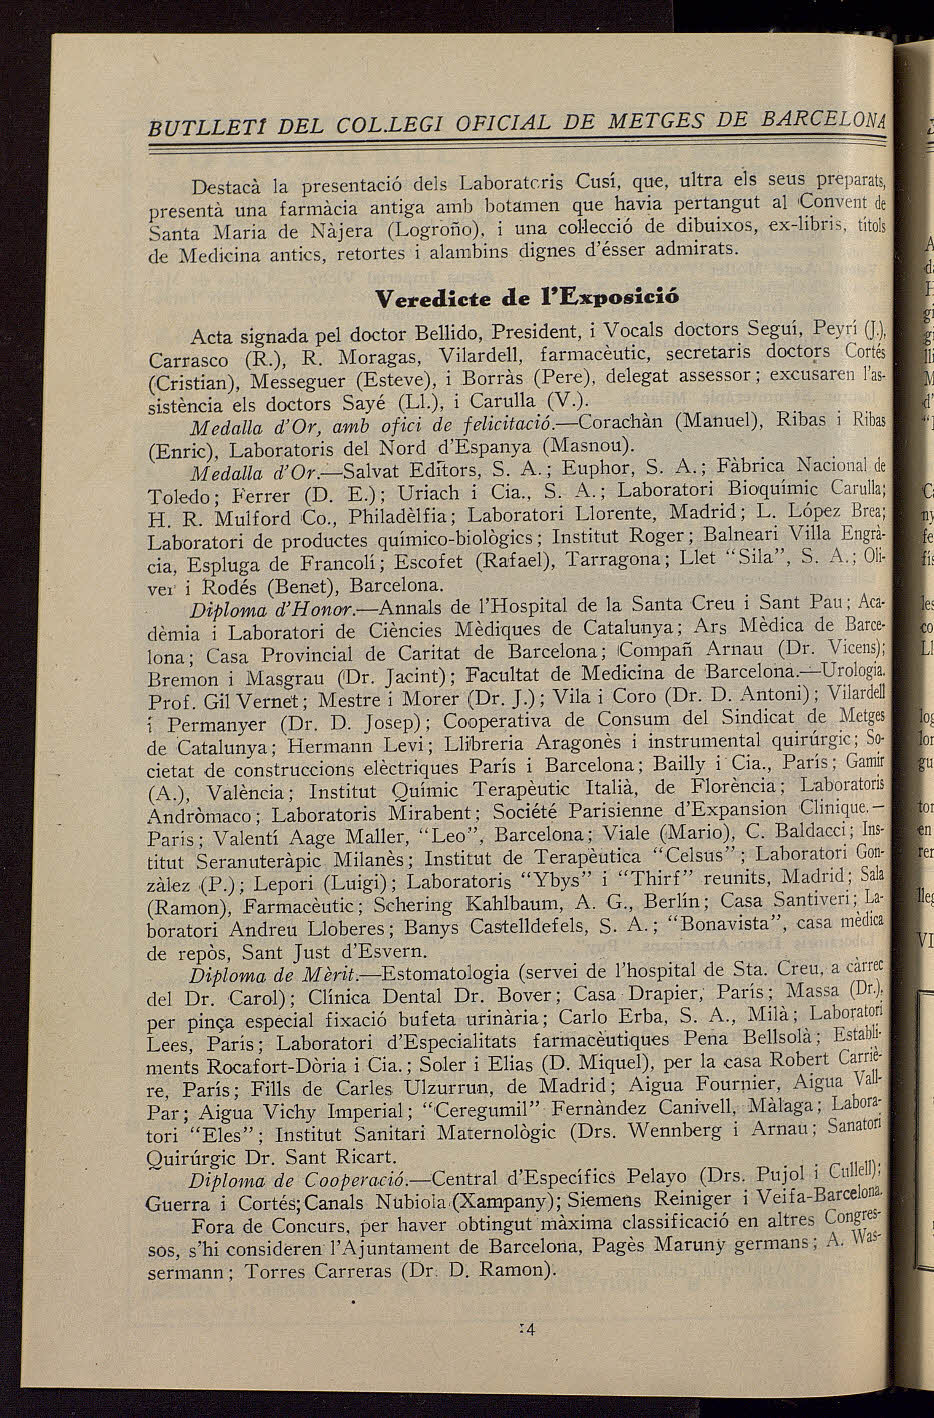 BUTLLETÍ DEL COL.LEGI OFICIAL DE METGES DE BARCELONA
Destacà la presentació dels Laboratoris Cusí, que, ultra els seus preparats,
presentà una farmàcia antiga amb botamen que havia pertangut al Convent de
Santa Maria de Nàjera (Logroño), i una col·lecció de dibuixos, ex-libris, títols
de Medicina antics, retortes i alambins dignes d'ésser admirats.
Veredicte de l'Exposició
Acta signada pel doctor Bellido, President, i Vocals doctors Seguí, Peyrí (J.),
Carrasco (R.), R. Moragas, Vilardell, farmacèutic, secretaris doctors Cortés
(Cristian), Messeguer (Esteve), i Borràs (Pere), delegat assessor; excusaren l'as-
sistència els doctors Sayé (Ll.), i Carulla (V.).
Medalla d'Or, amb ofici de felicitació.—Corachàn (Manuel), Ribas i Ribas
(Enric), Laboratoris del Nord d'Espanya (Masnou).
Medalla d'Or.—Salvat Editors, S. A.; Euphor, S. A.; Fàbrica Nacional de
Toledo; Ferrer (D. E.); Uriach i Cia., S. A.; Laboratori Bioquímic Carulla;
H. R. Mulford Co., Philadèlfia; Laboratori Llorente, Madrid; L. López Brea;
Laboratori de productes químico-biològics; Institut Roger; Balneari Villa Engrà-
cia, Espluga de Francolí; Escofet (Rafael), Tarragona; Llet "Sila", S. A.; Oli-
ver i Rodés (Benet), Barcelona.
Diploma d'Honor.—Annals de l'Hospital de la Santa Creu i Sant Pau; Aca-
dèmia i Laboratori de Ciències Mèdiques de Catalunya; Ars Mèdica de Barce-
lona; Casa Provincial de Caritat de Barcelona; Compañ Arnau (Dr. Vicens);
Bremon i Masgrau (Dr. Jacint); Facultat de Medicina de Barcelona.—Urologia.
Prof. Gil Vernet; Mestre i Morer (Dr. J.); Vila i Coro (Dr. D. Antoni); Vilardell
i Permanyer (Dr. D. Josep); Cooperativa de Consum del Sindicat de Metges
de Catalunya; Hermann Levi; Llibreria Aragonès i instrumental quirúrgic; So-
cietat de construccions elèctriques París i Barcelona; Bailly i Cia., París; Gamir
(A.), València; Institut Químic Terapèutic Italià, de Florència; Laboratoris
Andròmaco; Laboratoris Mirabent; Société Parisienne d'Expansion Clinique.—
Paris; Valentí Aage Maller, "Leo", Barcelona; Viale (Mario), C. Baldacci; Ins-
titut Seranuteràpic Milanès; Institut de Terapèutica "Celsus"; Laboratori Gon-
zàlez (P.); Lepori (Luigi); Laboratoris "Ybys" i "Thirf" reunits, Madrid; Sala
(Ramon), Farmacèutic; Schering Kahlbaum, A. G., Berlín; Casa Santiveri; La-
boratori Andreu Lloberes; Banys Castelldefels, S. A.; "Bonavista", casa mèdica
de repòs, Sant Just d'Esvern.
Diploma de Mèrit.—Estomatologia (servei de l'hospital de Sta. Creu, a càrrec
del Dr. Carol); Clínica Dental Dr. Bover; Casa Drapier, París; Massa (Dr.),
per pinça especial fixació bufeta urinària; Carlo Erba, S. A., Milà; Laboratori
Lees, Paris; Laboratori d'Especialitats farmacèutiques Peña Bellsolà; Establi-
ments Rocafort-Dòria i Cia.; Soler i Elias (D. Miquel), per la casa Robert Carriè-
re, París; Fills de Carles Ulzurrun, de Madrid; Aigua Fournier, Aigua Vall-
Par; Aigua Vichy Imperial; "Ceregumil" Fernàndez Canivell, Màlaga; Labora-
tori "Eles"; Institut Sanitari Maternològic (Drs. Wennberg i Arnau; Sanatori
Quirúrgic Dr. Sant Ricart.
Diploma de Cooperació.—Central d'Específics Pelayo (Drs. Pujol i Cullell);
Guerra i Cortés; Canals Nubiola (Xampany); Siemens Reiniger i Veifa-Barcelona.
Fora de Concurs, per haver obtingut màxima classificació en altres Congres-
sos, s'hi consideren l'Ajuntament de Barcelona, Pagès Maruny germans; A. Was-
sermann; Torres Carreras (Dr. D. Ramon).
14